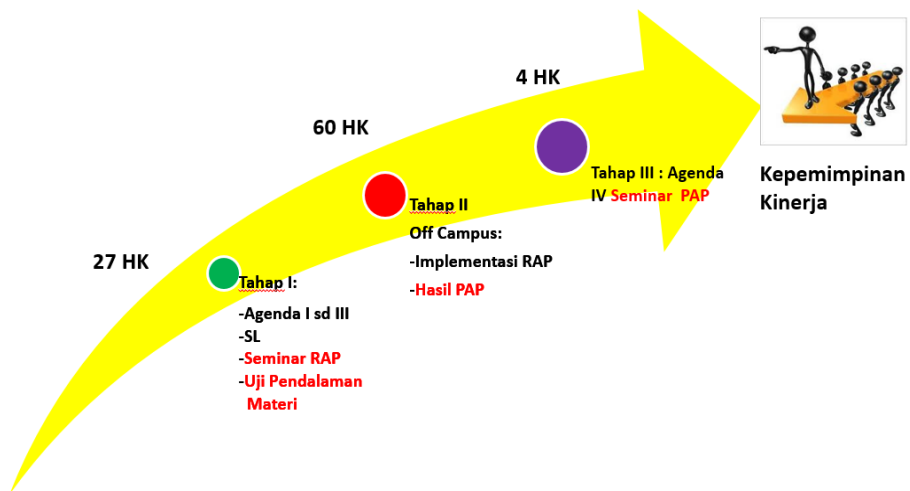 27 HK
Tahap I:
-Agenda I sd III
-SL
-Seminar RAP
-Uji Pendalaman
Materi
60 HK
Tahap II
Off Campus:
-Implementasi RAP
-Hasil PAP
4 HK
Tahap III : Agenda
IV Seminar PAP
Kepemimpinan
Kinerja